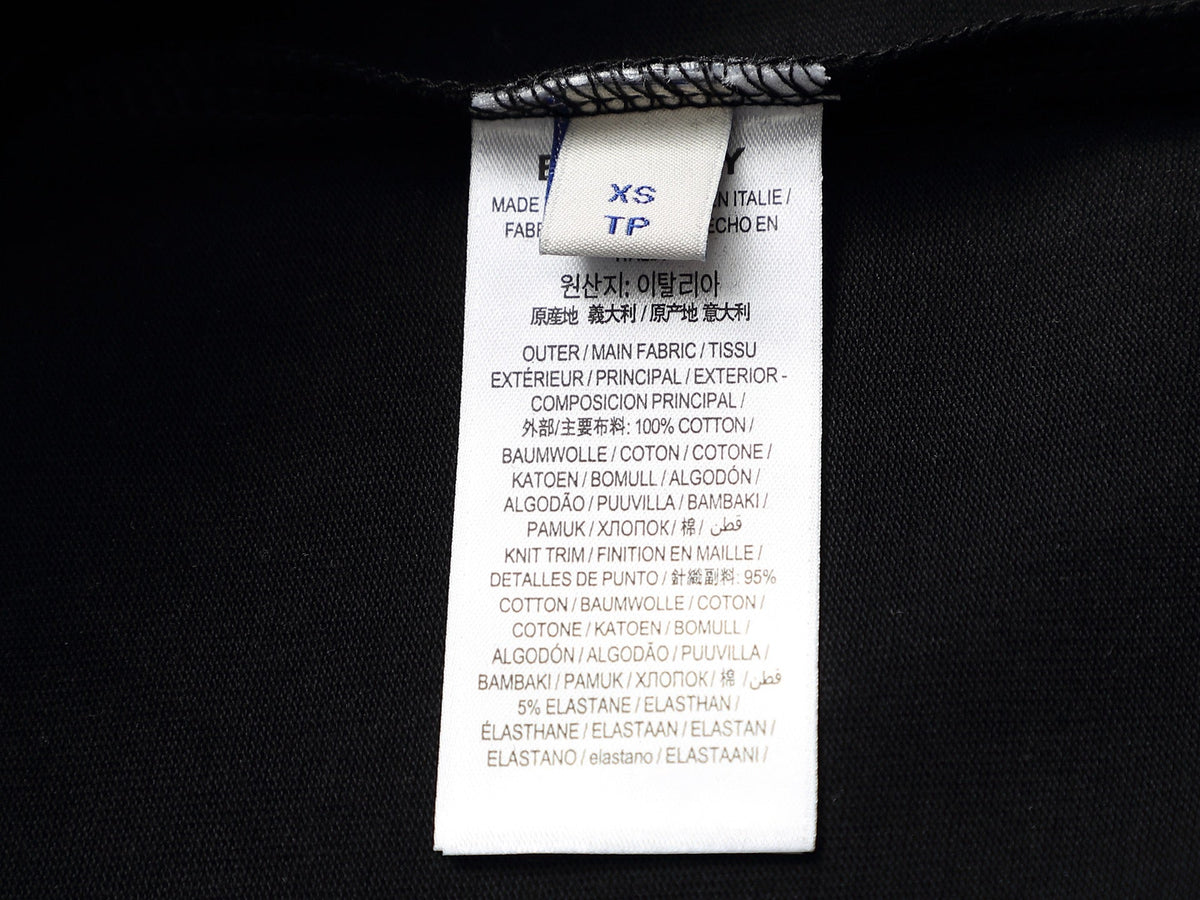 XS
TP
MADE EN ITALIE /
ECHO EN
원산지: 이탈리아
原産地 義大利 / 原产地 意大利
OUTER / MAIN FABRIC / TISSU
EXTÉRIEUR / PRINCIPAL / EXTERIOR -
COMPOSICION PRINCIPAL /
外部/主要布料: 100% COTTON /
BAUMWOLLE / COTON / COTONE /
KATOEN / BOMULL / ALGODÓN /
ALGODÃO / PUUVILLA / BAMBAKI /
PAMUK / ХЛОПОК / 棉 / قطن
KNIT TRIM / FINITION EN MAILLE /
DETALLES DE PUNTO / 針織副料: 95%
COTTON / BAUMWOLLE / COTON /
COTONE / KATOEN / BOMULL /
ALGODÓN / ALGODÃO / PUUVILLA /
BAMBAKI / PAMUK / ХЛОПОК / 棉 / قطن
5% ELASTANE / ELASTHAN /
ÉLASTHANE / ELASTAAN / ELASTAN /
ELASTANO / elastano / ELASTAANI /